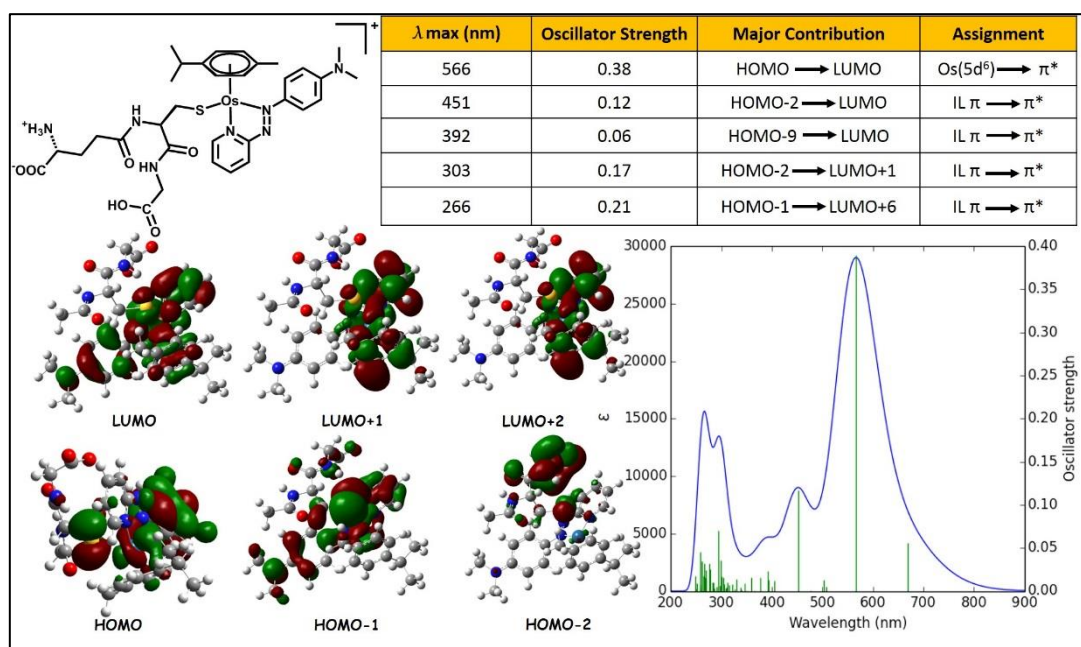 +
N
Os
S
N
N
N
H
N
+H₃N
-OOC
O
O
NH
HO
C
O
λ max (nm) Oscillator Strength Major Contribution Assignment
566 0.38 HOMO → LUMO Os(5d⁶) → π*
451 0.12 HOMO-2 → LUMO IL π → π*
392 0.06 HOMO-9 → LUMO IL π → π*
303 0.17 HOMO-2 → LUMO+1 IL π → π*
266 0.21 HOMO-1 → LUMO+6 IL π → π*
LUMO LUMO+1 LUMO+2
HOMO HOMO-1 HOMO-2
30000 0.40
0.35
25000
0.30
20000
0.25
ε 15000 0.20 Oscillator strength
0.15
10000
0.10
5000
0.05
0 0.00
200 300 400 500 600 700 800 900
Wavelength (nm)